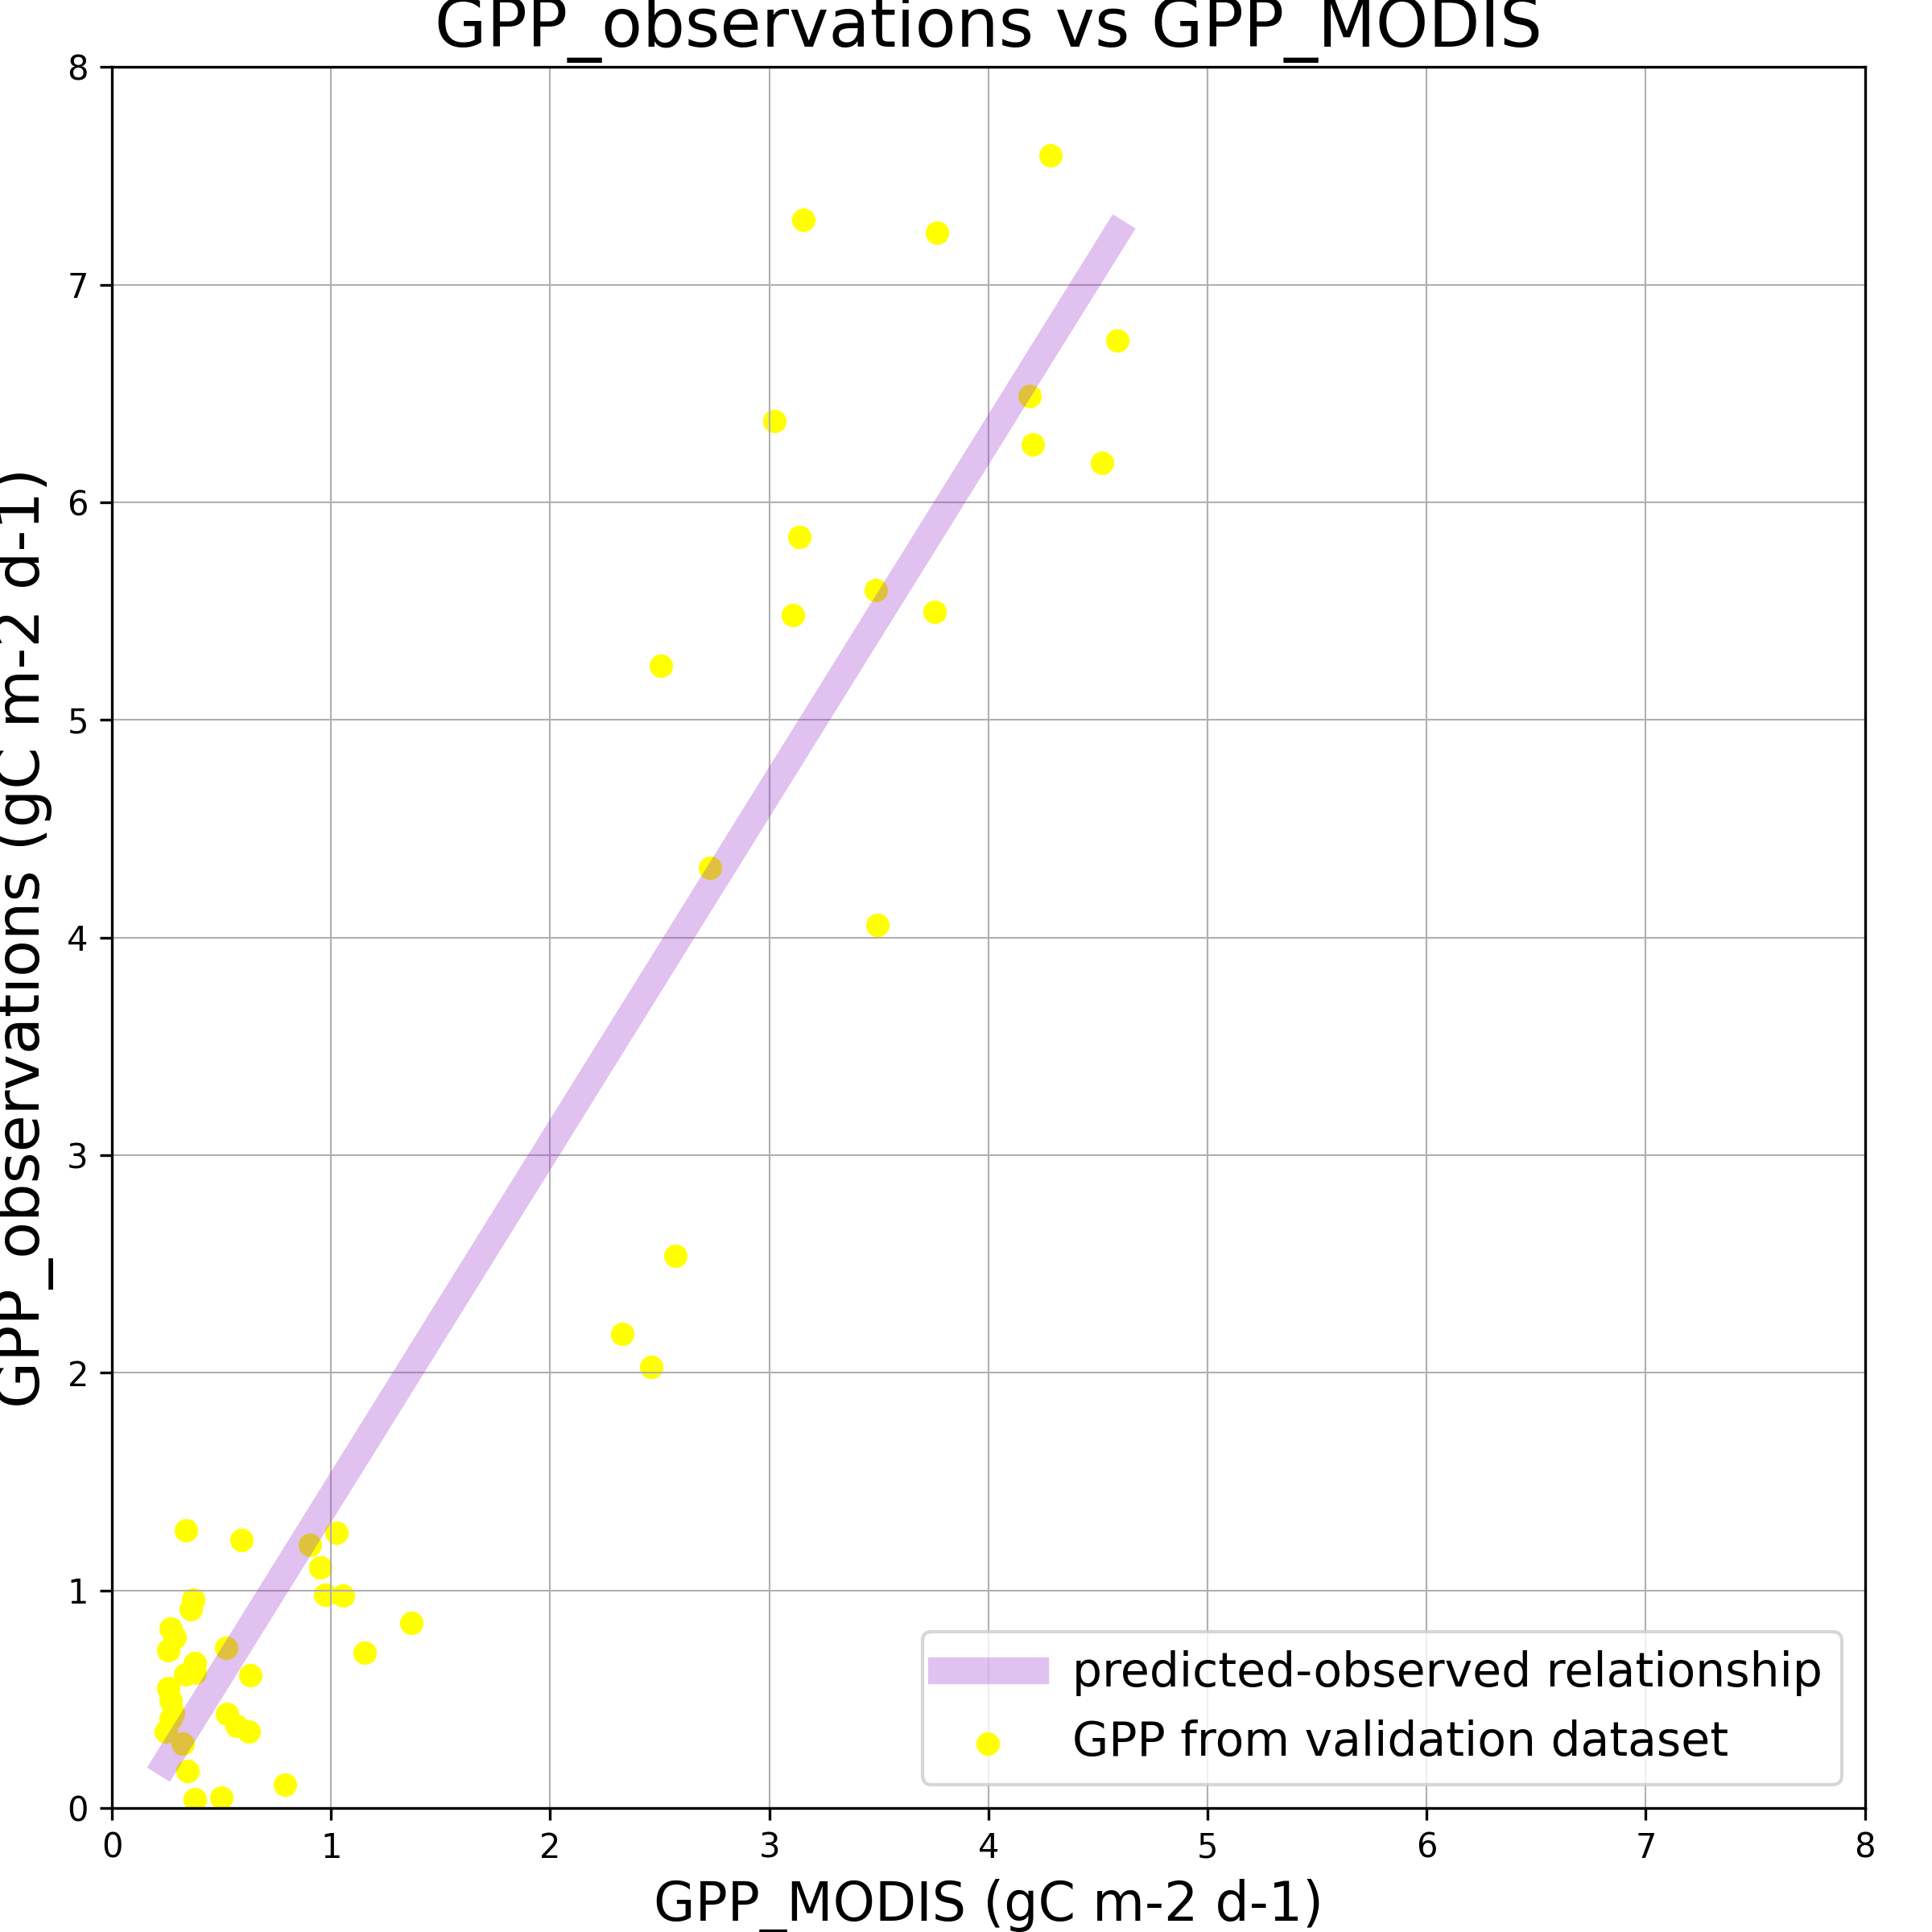 GPP_observations vs GPP_MODIS
8
7
6
5
4
3
2
1
0
GPP_observations (gC m-2 d-1)
predicted-observed relationship
GPP from validation dataset
0 1 2 3 4 5 6 7 8
GPP_MODIS (gC m-2 d-1)